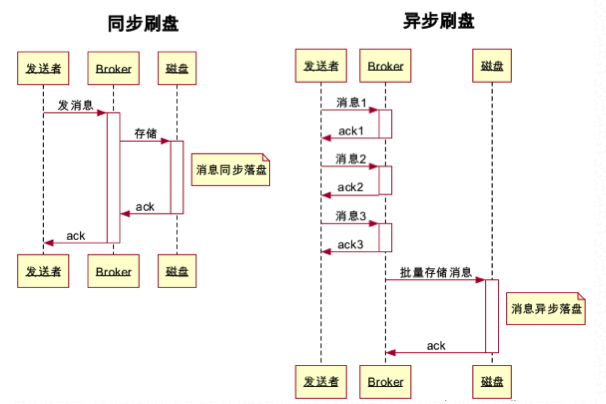 同步刷盘
发送者 Broker 磁盘
发消息
存储
消息同步落盘
ack
ack
发送者 Broker 磁盘
异步刷盘
发送者 Broker 磁盘
消息1
ack1
消息2
ack2
消息3
ack3
批量存储消息
消息异步落盘
ack
发送者 Broker 磁盘